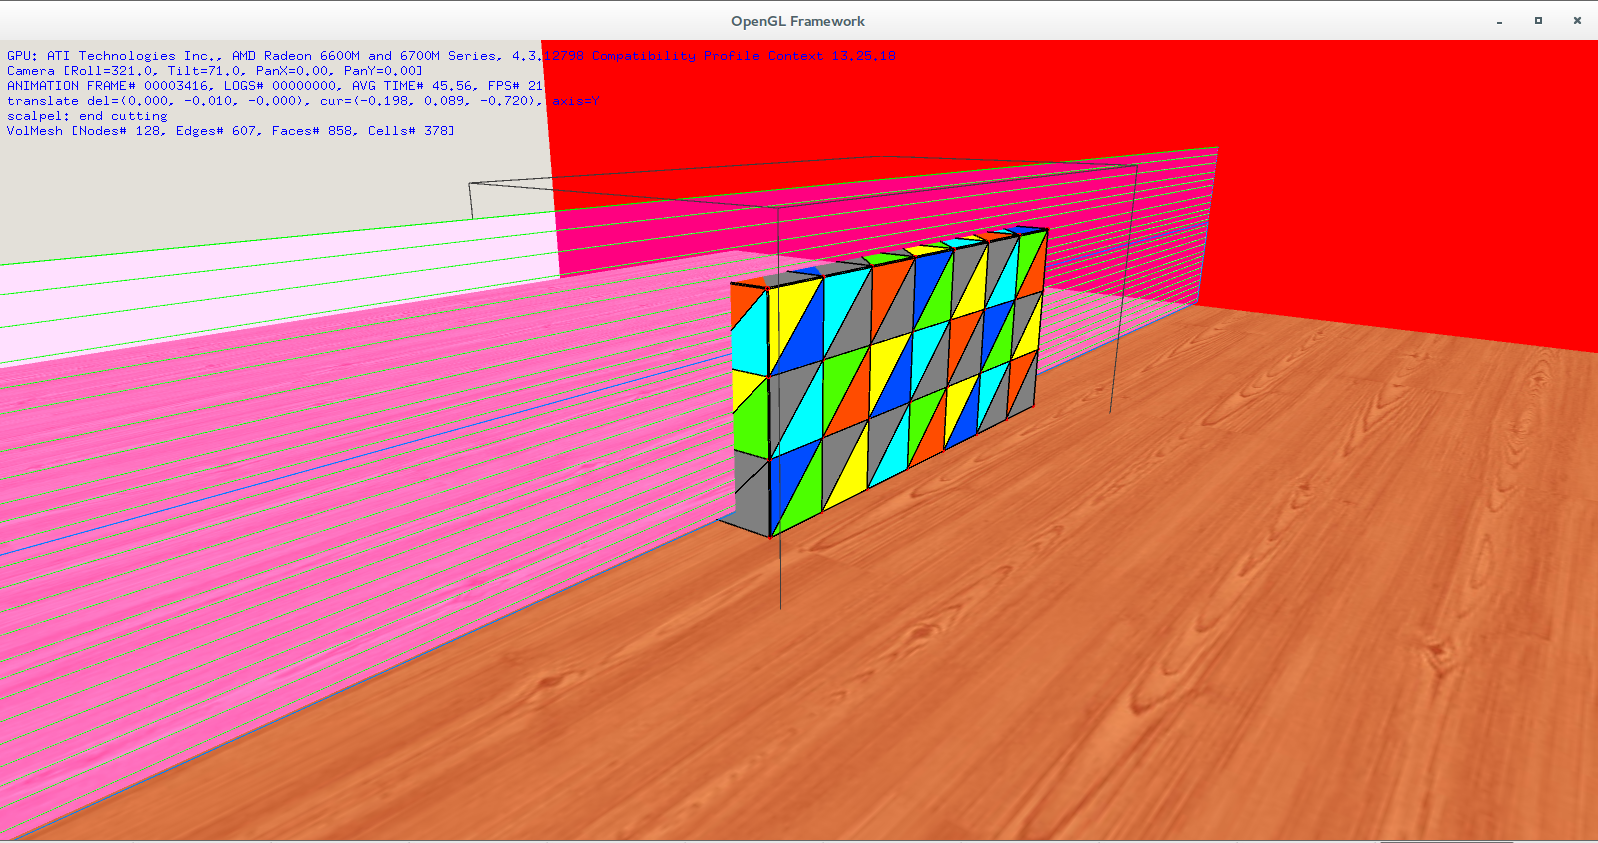 OpenGL Framework
GPU: ATI Technologies Inc., AMD Radeon 6600M and 6700M Series, 4.3.12798 Compatibility Profile Context 13.25.18
Camera [Roll=321.0, Tilt=71.0, PanX=0.00, PanY=0.00]
ANIMATION FRAME# 00003416, LOGS# 00000000, AVG TIME# 45.56, FPS# 21
translate del=(0.000, -0.010, -0.000), cur=(-0.198, 0.089, -0.720), axis=Y
scalpel: end cutting
VolMesh [Nodes# 128, Edges# 607, Faces# 858, Cells# 378]